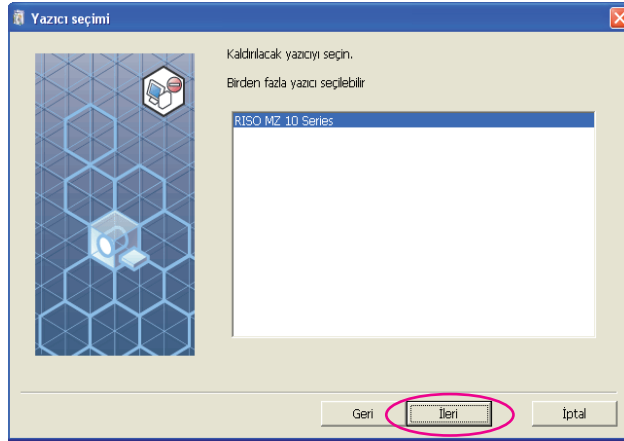 Yazıcı seçimi
Kaldırılacak yazıcıyı seçin.
Birden fazla yazıcı seçilebilir
RISO MZ 10 Series
Geri
İleri
İptal